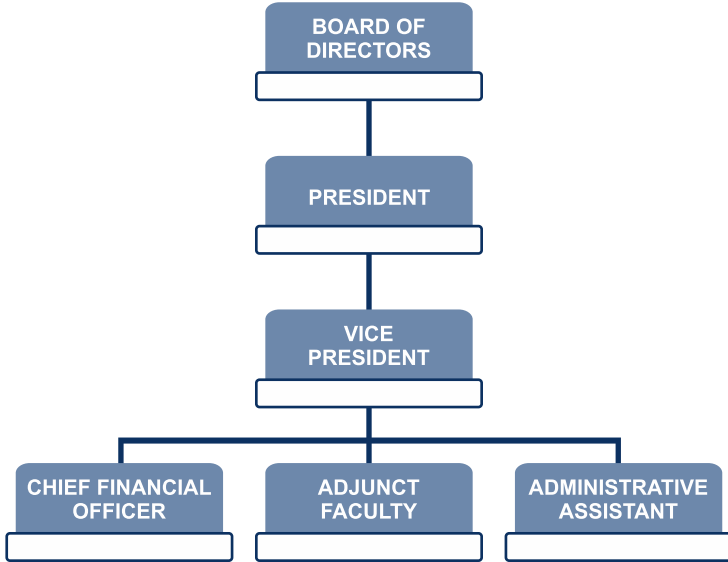 BOARD OF
DIRECTORS
PRESIDENT
VICE
PRESIDENT
CHIEF FINANCIAL
OFFICER
ADJUNCT
FACULTY
ADMINISTRATIVE
ASSISTANT